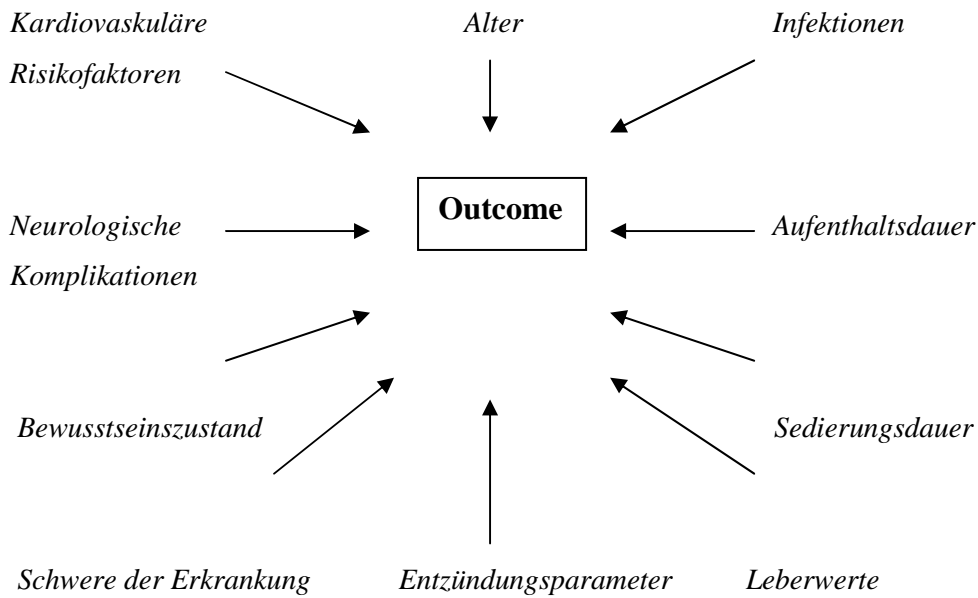 Kardiovaskuläre
Risikofaktoren
Alter
Infektionen
Outcome
Neurologische
Komplikationen
Aufenthaltsdauer
Bewusstseinszustand
Sedierungsdauer
Schwere der Erkrankung
Entzündungsparameter
Leberwerte